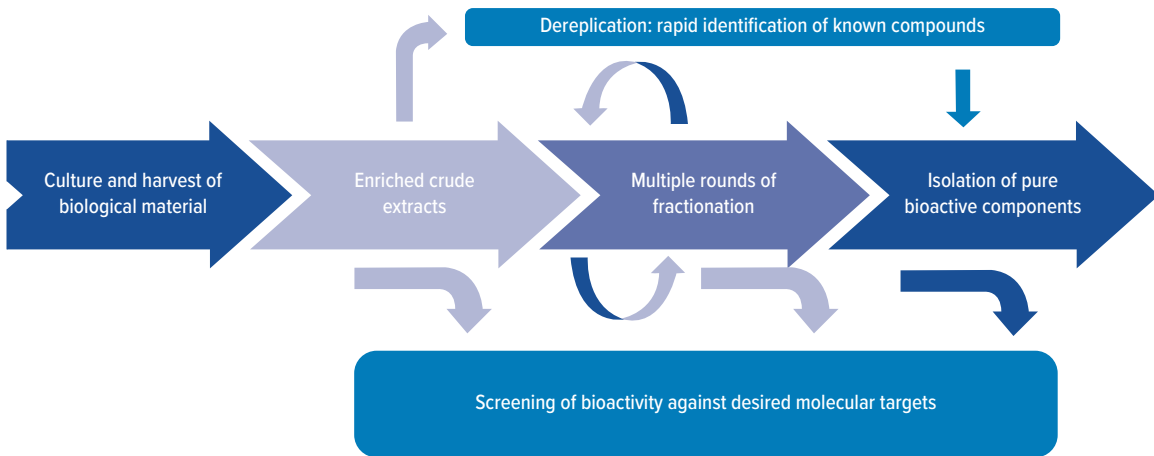 Dereplication: rapid identification of known compounds
Culture and harvest of
biological material
Enriched crude
extracts
Multiple rounds of
fractionation
Isolation of pure
bioactive components
Screening of bioactivity against desired molecular targets